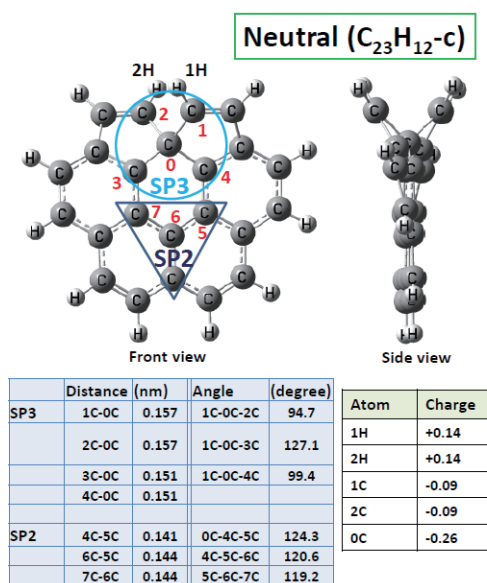 Neutral (C23H12-c)
2H 1H
H H H H
C C 2 C 1 C
C 0
H C C H
C 3 C SP3 C 4 C
C C 7 6 C C
H C C 5 C H
SP2
C C C
H C C H
H H
Front view
H H
C C
H C C H
C
C
C
C
H
H H
Side view
Distance (nm) Angle (degree)
SP3 1C-0C 0.157 1C-0C-2C 94.7
2C-0C 0.157 1C-0C-3C 127.1
3C-0C 0.151 1C-0C-4C 99.4
4C-0C 0.151
SP2 4C-5C 0.141 0C-4C-5C 124.3
6C-5C 0.144 4C-5C-6C 120.6
7C-6C 0.144 5C-6C-7C 119.2
Atom Charge
1H +0.14
2H +0.14
1C -0.09
2C -0.09
0C -0.26